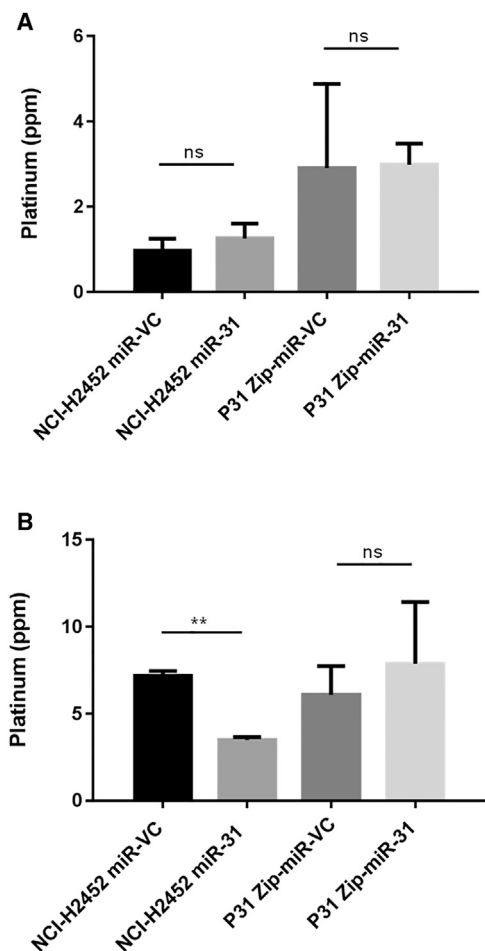 A
Platinum (ppm)
6
4
2
0
ns
ns
NCI-H2452 miR-VC
NCI-H2452 miR-31
P31 Zip-miR-VC
P31 Zip-miR-31
B
Platinum (ppm)
15
10
5
0
**
ns
NCI-H2452 miR-VC
NCI-H2452 miR-31
P31 Zip-miR-VC
P31 Zip-miR-31